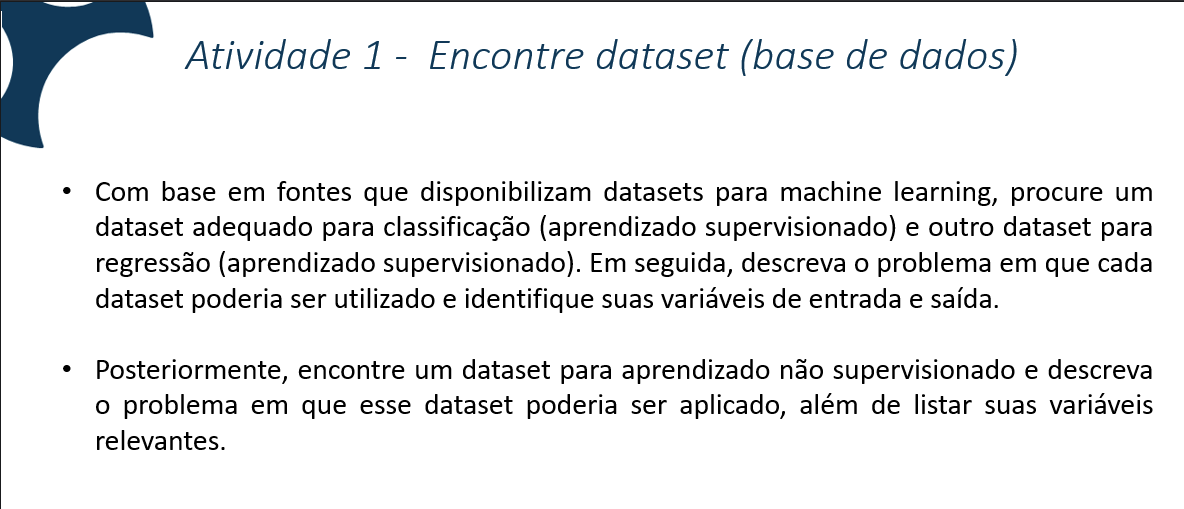 Atividade 1 - Encontre dataset (base de dados)
• Com base em fontes que disponibilizam datasets para machine learning, procure um
dataset adequado para classificação (aprendizado supervisionado) e outro dataset para
regressão (aprendizado supervisionado). Em seguida, descreva o problema em que cada
dataset poderia ser utilizado e identifique suas variáveis de entrada e saída.
• Posteriormente, encontre um dataset para aprendizado não supervisionado e descreva
o problema em que esse dataset poderia ser aplicado, além de listar suas variáveis
relevantes.